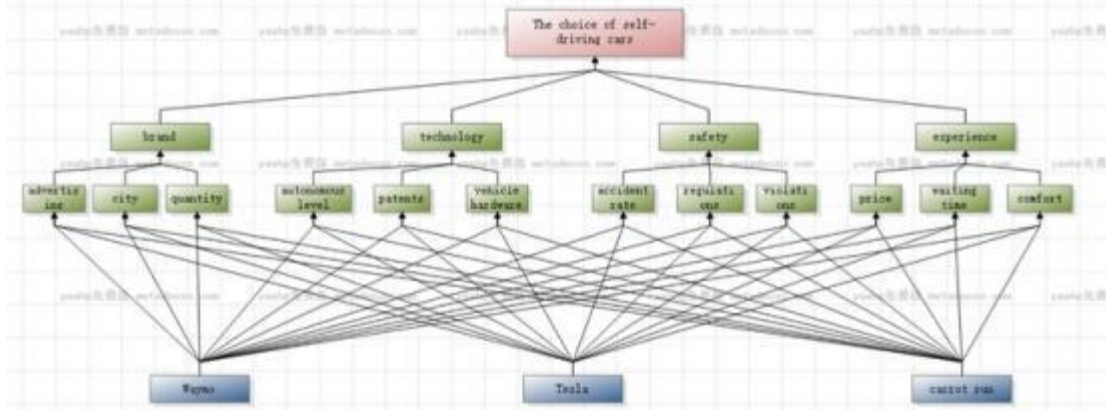 The choice of self-
driving cars
brand
technology
safety
experience
advertis
ing
city
quantity
autonomous
level
patents
vehicle
hardware
accident
rate
regulati
ons
violati
ons
price
waiting
time
comfort
Waymo
Tesla
carrot run